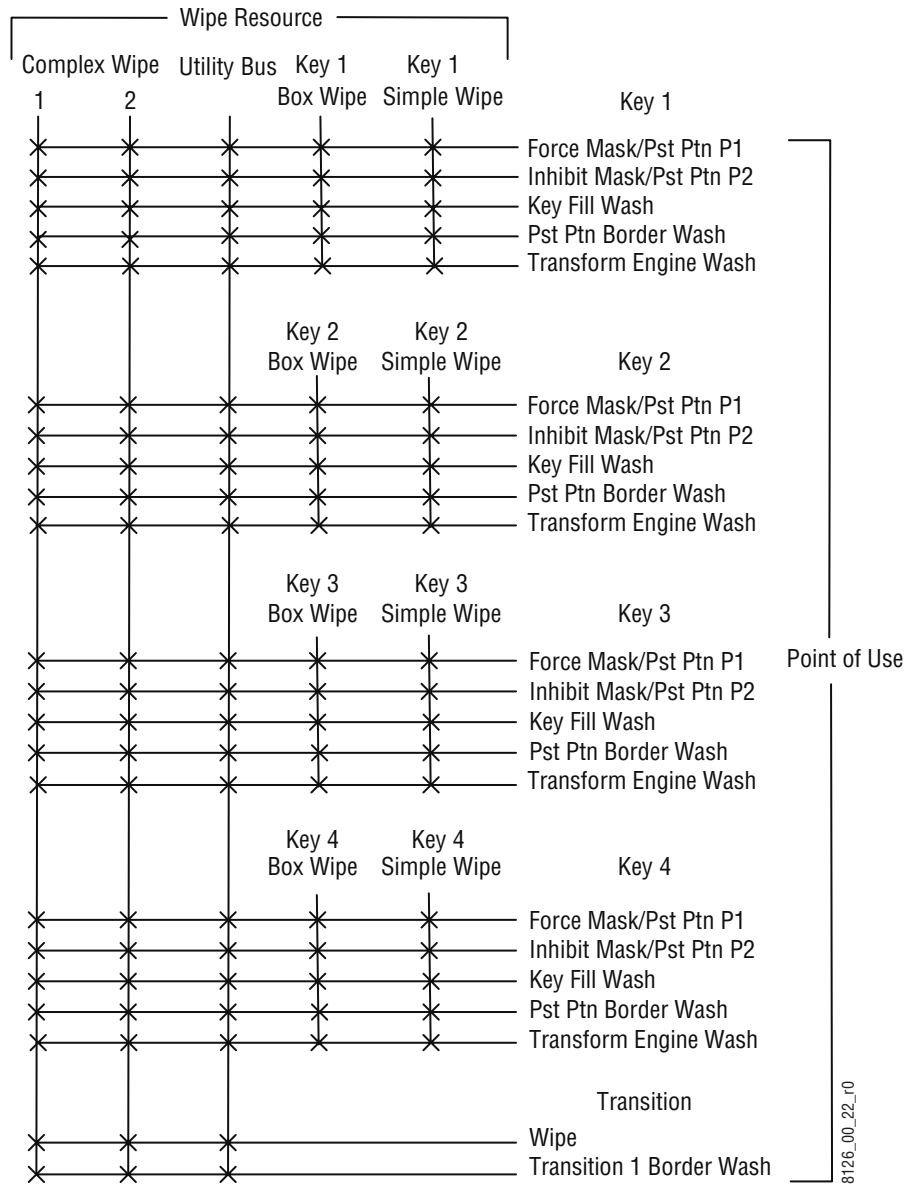 Wipe Resource
Complex Wipe Utility Bus Key 1 Key 1
1 2 Box Wipe Simple Wipe Key 1
Force Mask/Pst Ptn P1
Inhibit Mask/Pst Ptn P2
Key Fill Wash
Pst Ptn Border Wash
Transform Engine Wash
Key 2 Key 2
Box Wipe Simple Wipe Key 2
Force Mask/Pst Ptn P1
Inhibit Mask/Pst Ptn P2
Key Fill Wash
Pst Ptn Border Wash
Transform Engine Wash
Key 3 Key 3
Box Wipe Simple Wipe Key 3
Force Mask/Pst Ptn P1 Point of Use
Inhibit Mask/Pst Ptn P2
Key Fill Wash
Pst Ptn Border Wash
Transform Engine Wash
Key 4 Key 4
Box Wipe Simple Wipe Key 4
Force Mask/Pst Ptn P1
Inhibit Mask/Pst Ptn P2
Key Fill Wash
Pst Ptn Border Wash
Transform Engine Wash
Transition
Wipe
Transition 1 Border Wash
8126_00_22_r0